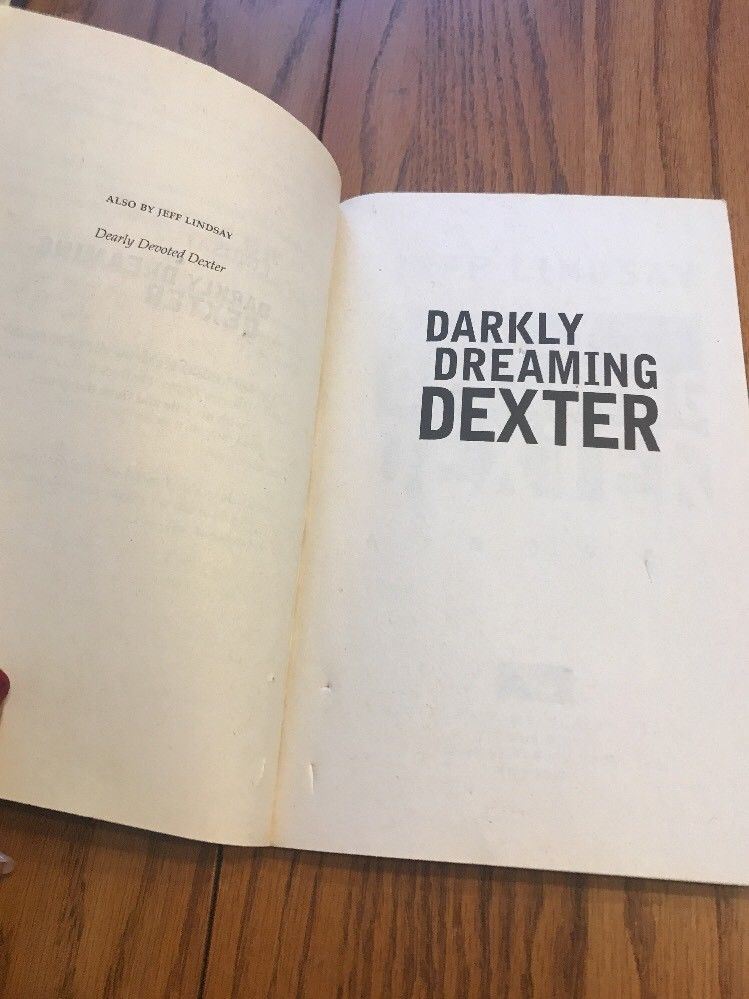 ALSO BY JEFF LINDSAY
Dearly Devoted Dexter
DARKLY
DREAMING
DEXTER